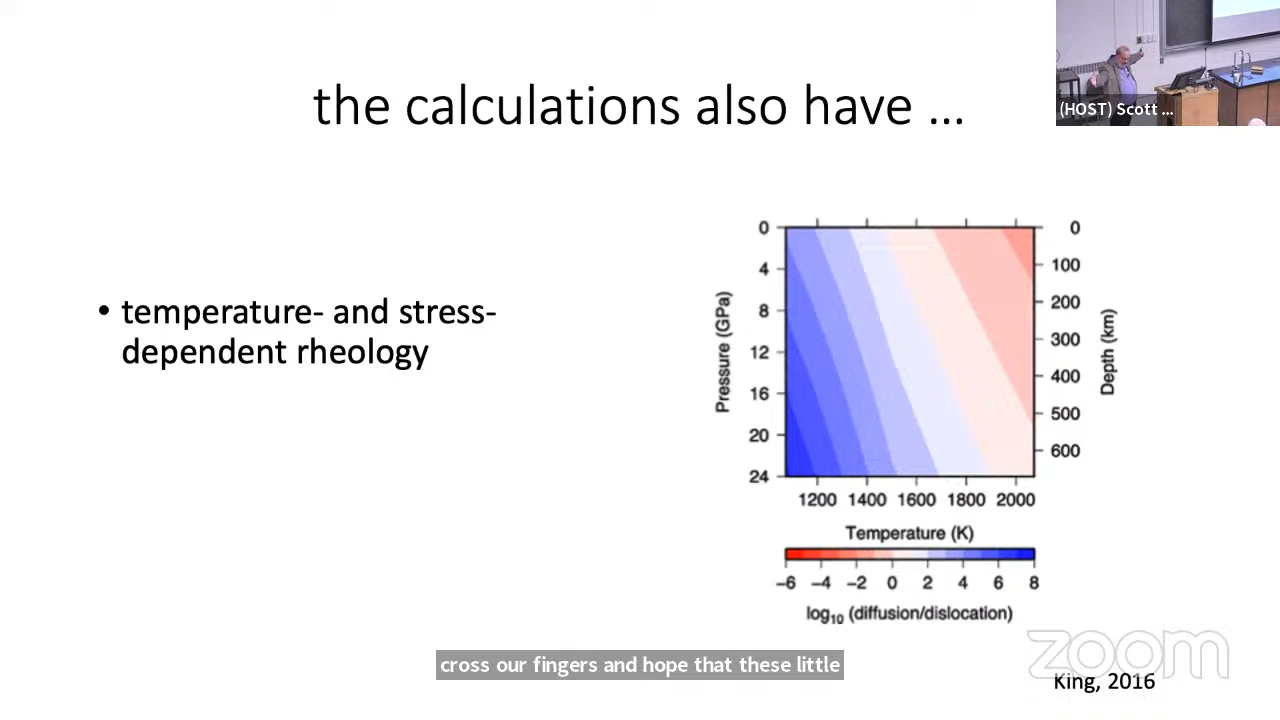 the calculations also have ...
(HOST) Scott ...
• temperature- and stress-
dependent rheology
0
4
8
12
16
20
24
Pressure (GPa)
0
100
200
300
400
500
600
Depth (km)
1200 1400 1600 1800 2000
Temperature (K)
−6 −4 −2 0 2 4 6 8
log₁₀ (diffusion/dislocation)
zoom
cross our fingers and hope that these little
King, 2016